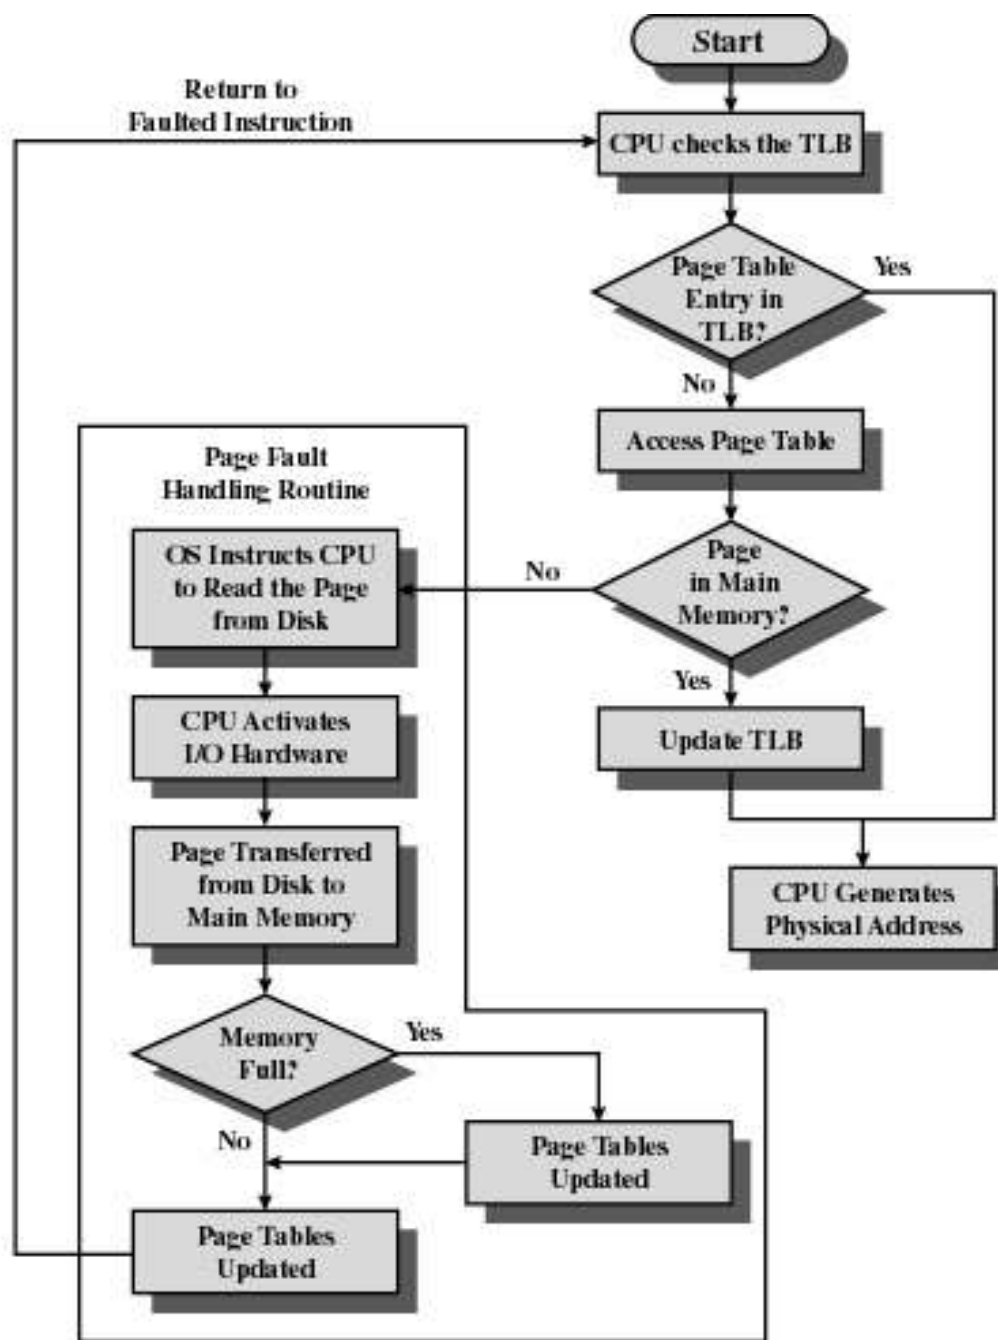 Start
Return to
Faulted Instruction
CPU checks the TLB
Page Table
Entry in
TLB?
Yes
No
Access Page Table
Page Fault
Handling Routine
OS Instructs CPU
to Read the Page
from Disk
No
Page
in Main
Memory?
Yes
CPU Activates
I/O Hardware
Update TLB
Page Transferred
from Disk to
Main Memory
CPU Generates
Physical Address
Memory
Full?
Yes
No
Page Tables
Updated
Page Tables
Updated